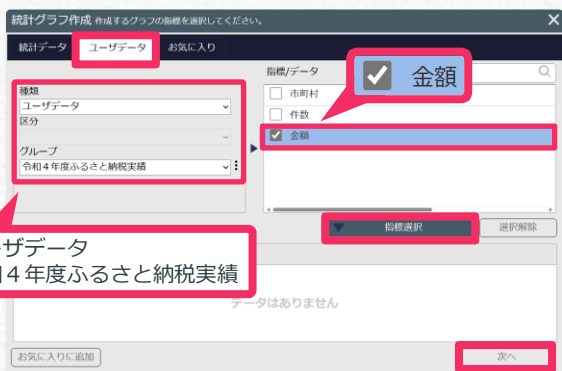 統計グラフ作成 作成するグラフの指標を選択してください。
統計データ ユーザデータ お気に入り
指標/データ
種類
ユーザデータ
区分
グループ
令和４年度ふるさと納税実績
市町村
件数
金額
金額
指標選択 選択解除
ーザデータ
和４年度ふるさと納税実績
データはありません
お気に入りに追加 次へ